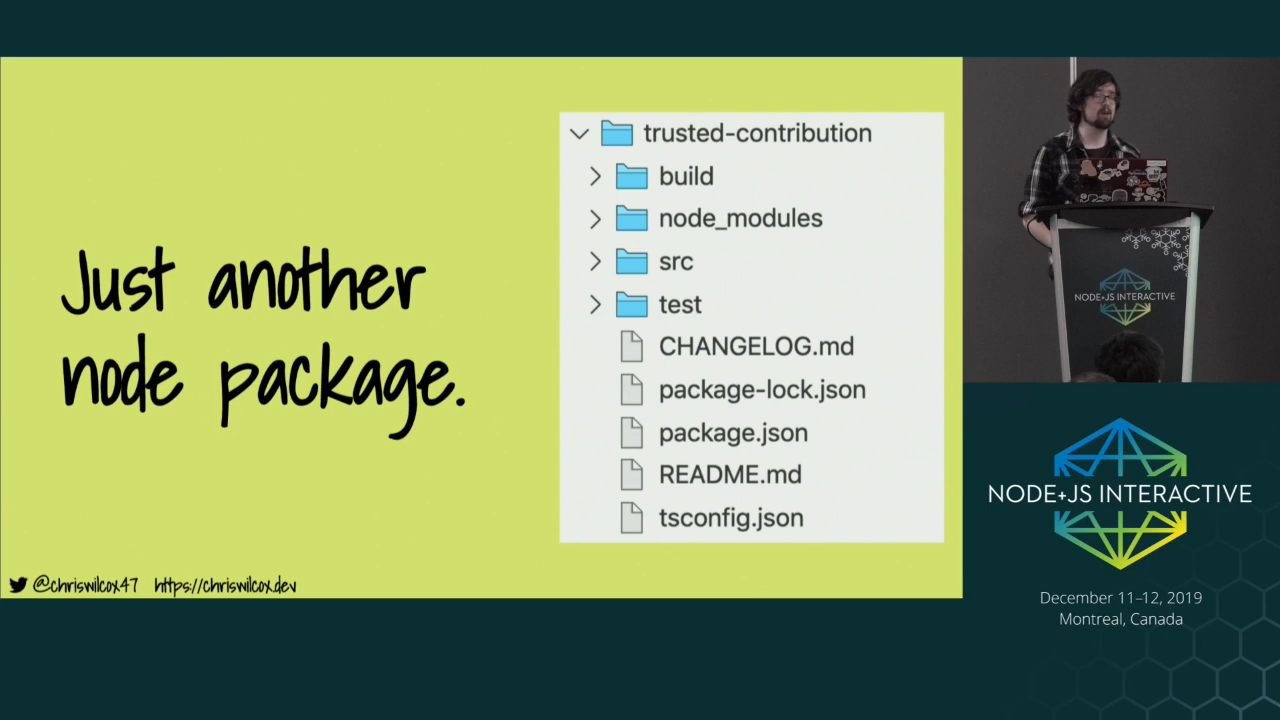 Just another
node package.
trusted-contribution
build
node_modules
src
test
CHANGELOG.md
package-lock.json
package.json
README.md
tsconfig.json
@chriswilcox47 https://chriswilcox.dev
NODE+JS INTERACTIVE
NODE+JS INTERACTIVE
December 11–12, 2019
Montreal, Canada